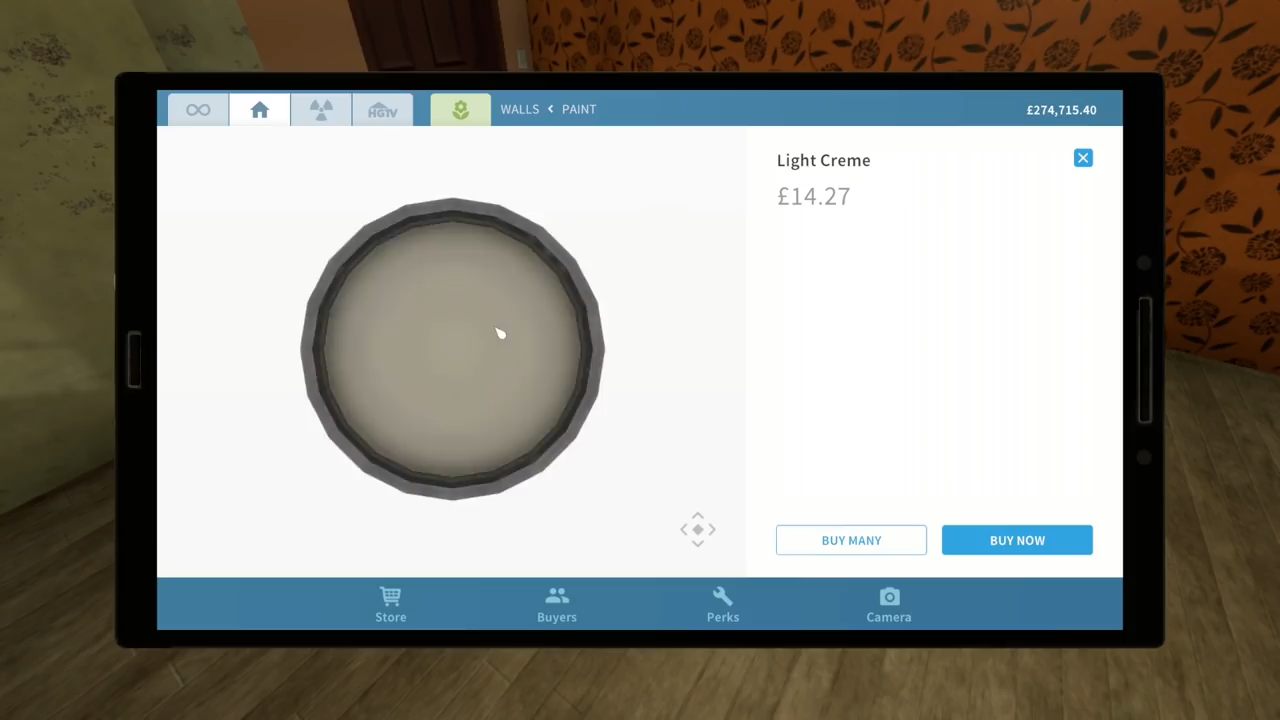 HGTV
WALLS < PAINT
£274,715.40
Light Creme
£14.27
BUY MANY
BUY NOW
Store
Buyers
Perks
Camera